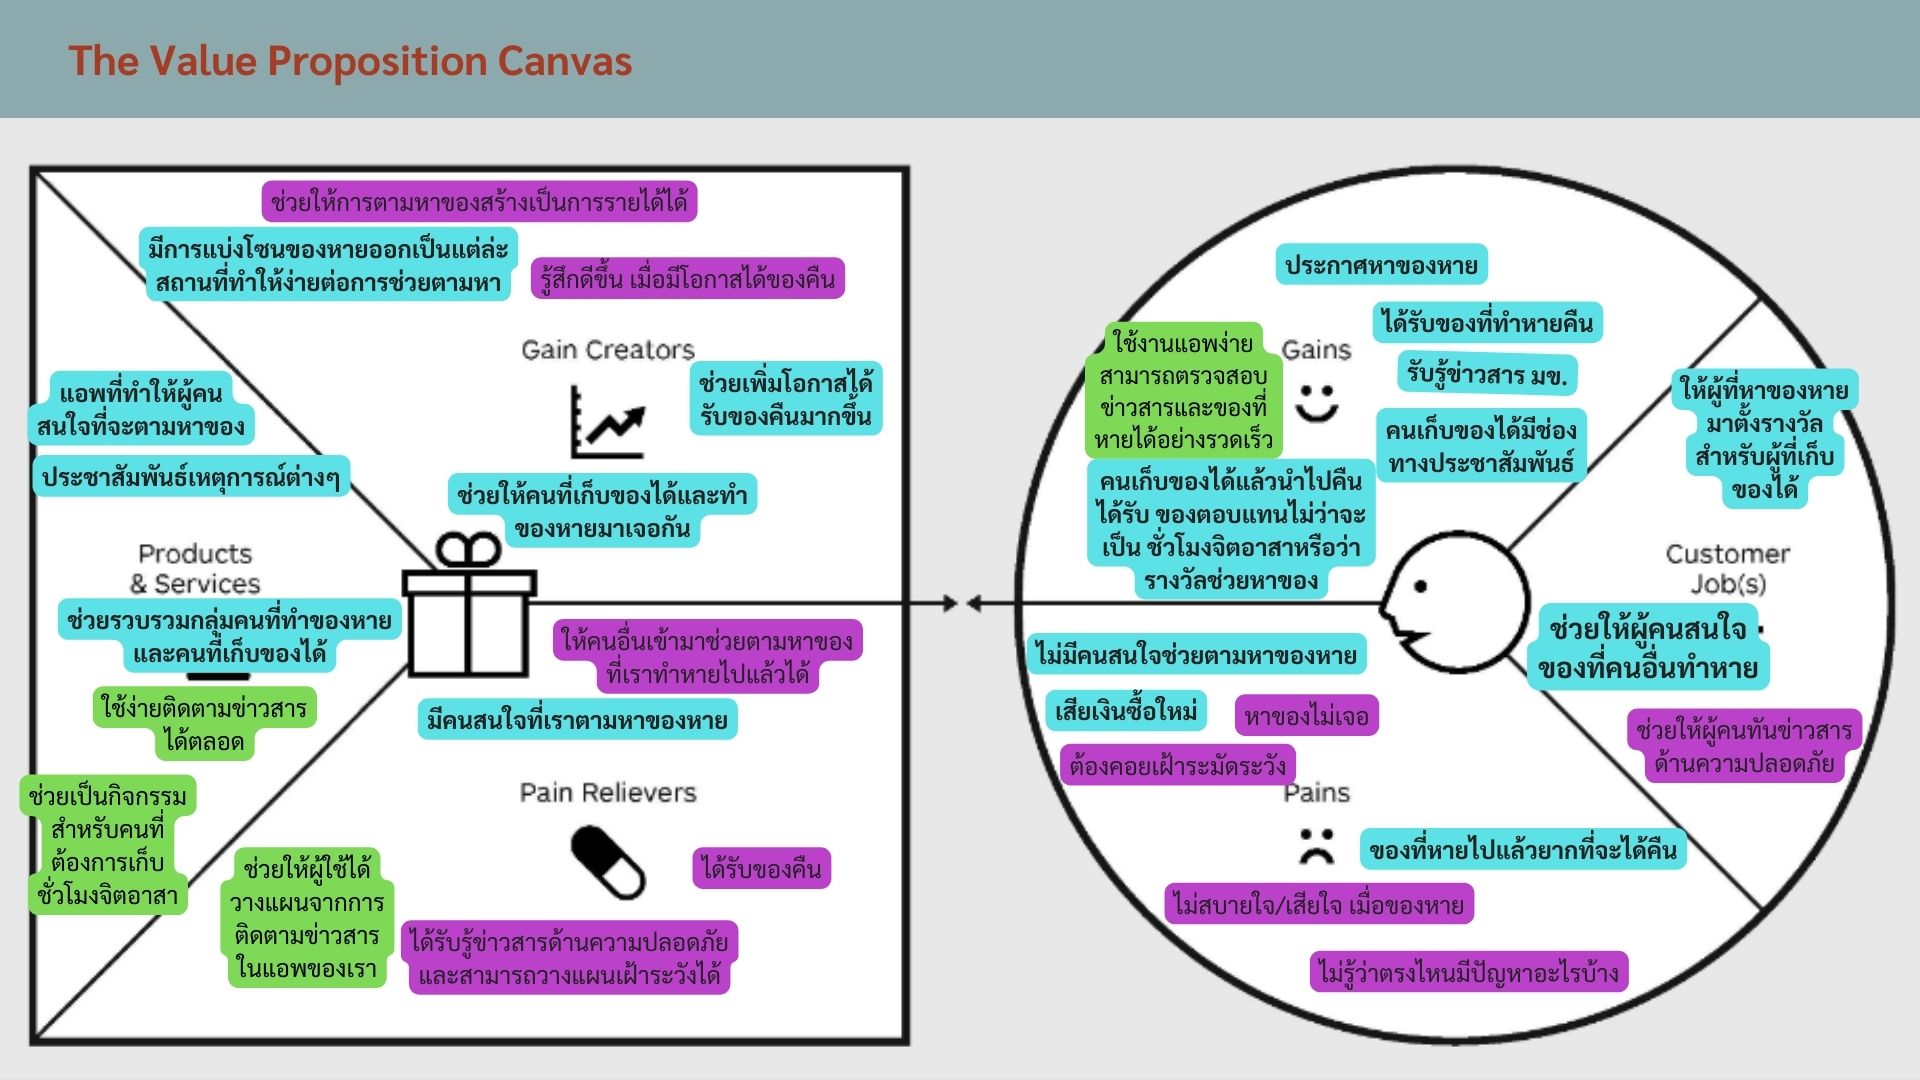 The Value Proposition Canvas
ช่วยให้การตามหาของสร้างเป็นการรายได้ได้
มีการแบ่งโซนของหายออกเป็นแต่ล่ะ
สถานที่ทำให้ง่ายต่อการช่วยตามหา
รู้สึกดีขึ้น เมื่อมีโอกาสได้ของคืน
Gain Creators
ช่วยเพิ่มโอกาสได้
รับของคืนมากขึ้น
ช่วยให้คนที่เก็บของได้และทำ
ของหายมาเจอกัน
แอพที่ทำให้ผู้คน
สนใจที่จะตามหาของ
ประชาสัมพันธ์เหตุการณ์ต่างๆ
Products
& Services
ช่วยรวบรวมกลุ่มคนที่ทำของหาย
และคนที่เก็บของได้
ใช้ง่ายติดตามข่าวสาร
ได้ตลอด
ช่วยเป็นกิจกรรม
สำหรับคนที่
ต้องการเก็บ
ชั่วโมงจิตอาสา
ให้คนอื่นเข้ามาช่วยตามหาของ
ที่เราทำหายไปแล้วได้
มีคนสนใจที่เราตามหาของหาย
Pain Relievers
ได้รับของคืน
ช่วยให้ผู้ใช้ได้
วางแผนจากการ
ติดตามข่าวสาร
ในแอพของเรา
ได้รับรู้ข่าวสารด้านความปลอดภัย
และสามารถวางแผนเฝ้าระวังได้
ประกาศหาของหาย
ได้รับของที่ทำหายคืน
ใช้งานแอพง่าย
สามารถตรวจสอบ
ข่าวสารและของที่
หายได้อย่างรวดเร็ว
Gains
รับรู้ข่าวสาร มข.
คนเก็บของได้มีช่อง
ทางประชาสัมพันธ์
คนเก็บของได้แล้วนำไปคืน
ได้รับ ของตอบแทนไม่ว่าจะ
เป็น ชั่วโมงจิตอาสาหรือว่า
รางวัลช่วยหาของ
ให้ผู้ที่หาของหาย
มาตั้งรางวัล
สำหรับผู้ที่เก็บ
ของได้
Customer
Job(s)
ช่วยให้ผู้คนสนใจ
ของที่คนอื่นทำหาย
ช่วยให้ผู้คนทันข่าวสาร
ด้านความปลอดภัย
ไม่มีคนสนใจช่วยตามหาของหาย
เสียเงินซื้อใหม่
หาของไม่เจอ
ต้องคอยเฝ้าระมัดระวัง
Pains
ของที่หายไปแล้วยากที่จะได้คืน
ไม่สบายใจ/เสียใจ เมื่อของหาย
ไม่รู้ว่าตรงไหนมีปัญหาอะไรบ้าง